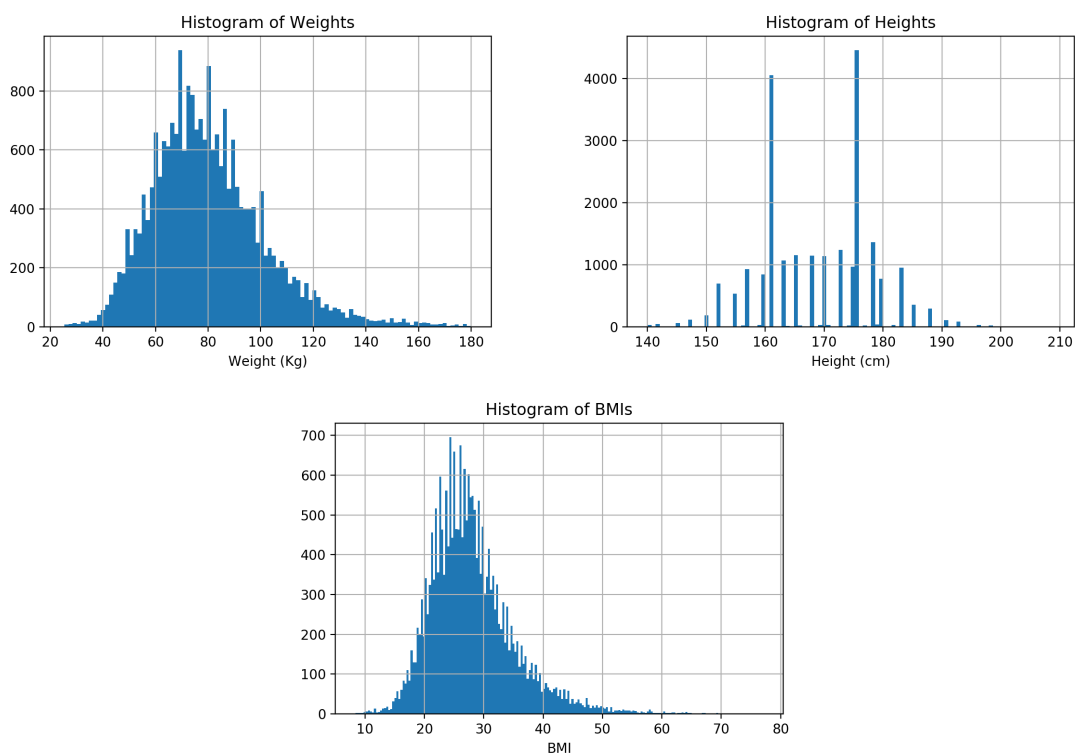 Histogram of Weights
800
600
400
200
0
20 40 60 80 100 120 140 160 180
Weight (Kg)
Histogram of Heights
4000
3000
2000
1000
0
140 150 160 170 180 190 200 210
Height (cm)
Histogram of BMIs
700
600
500
400
300
200
100
0
10 20 30 40 50 60 70 80
BMI